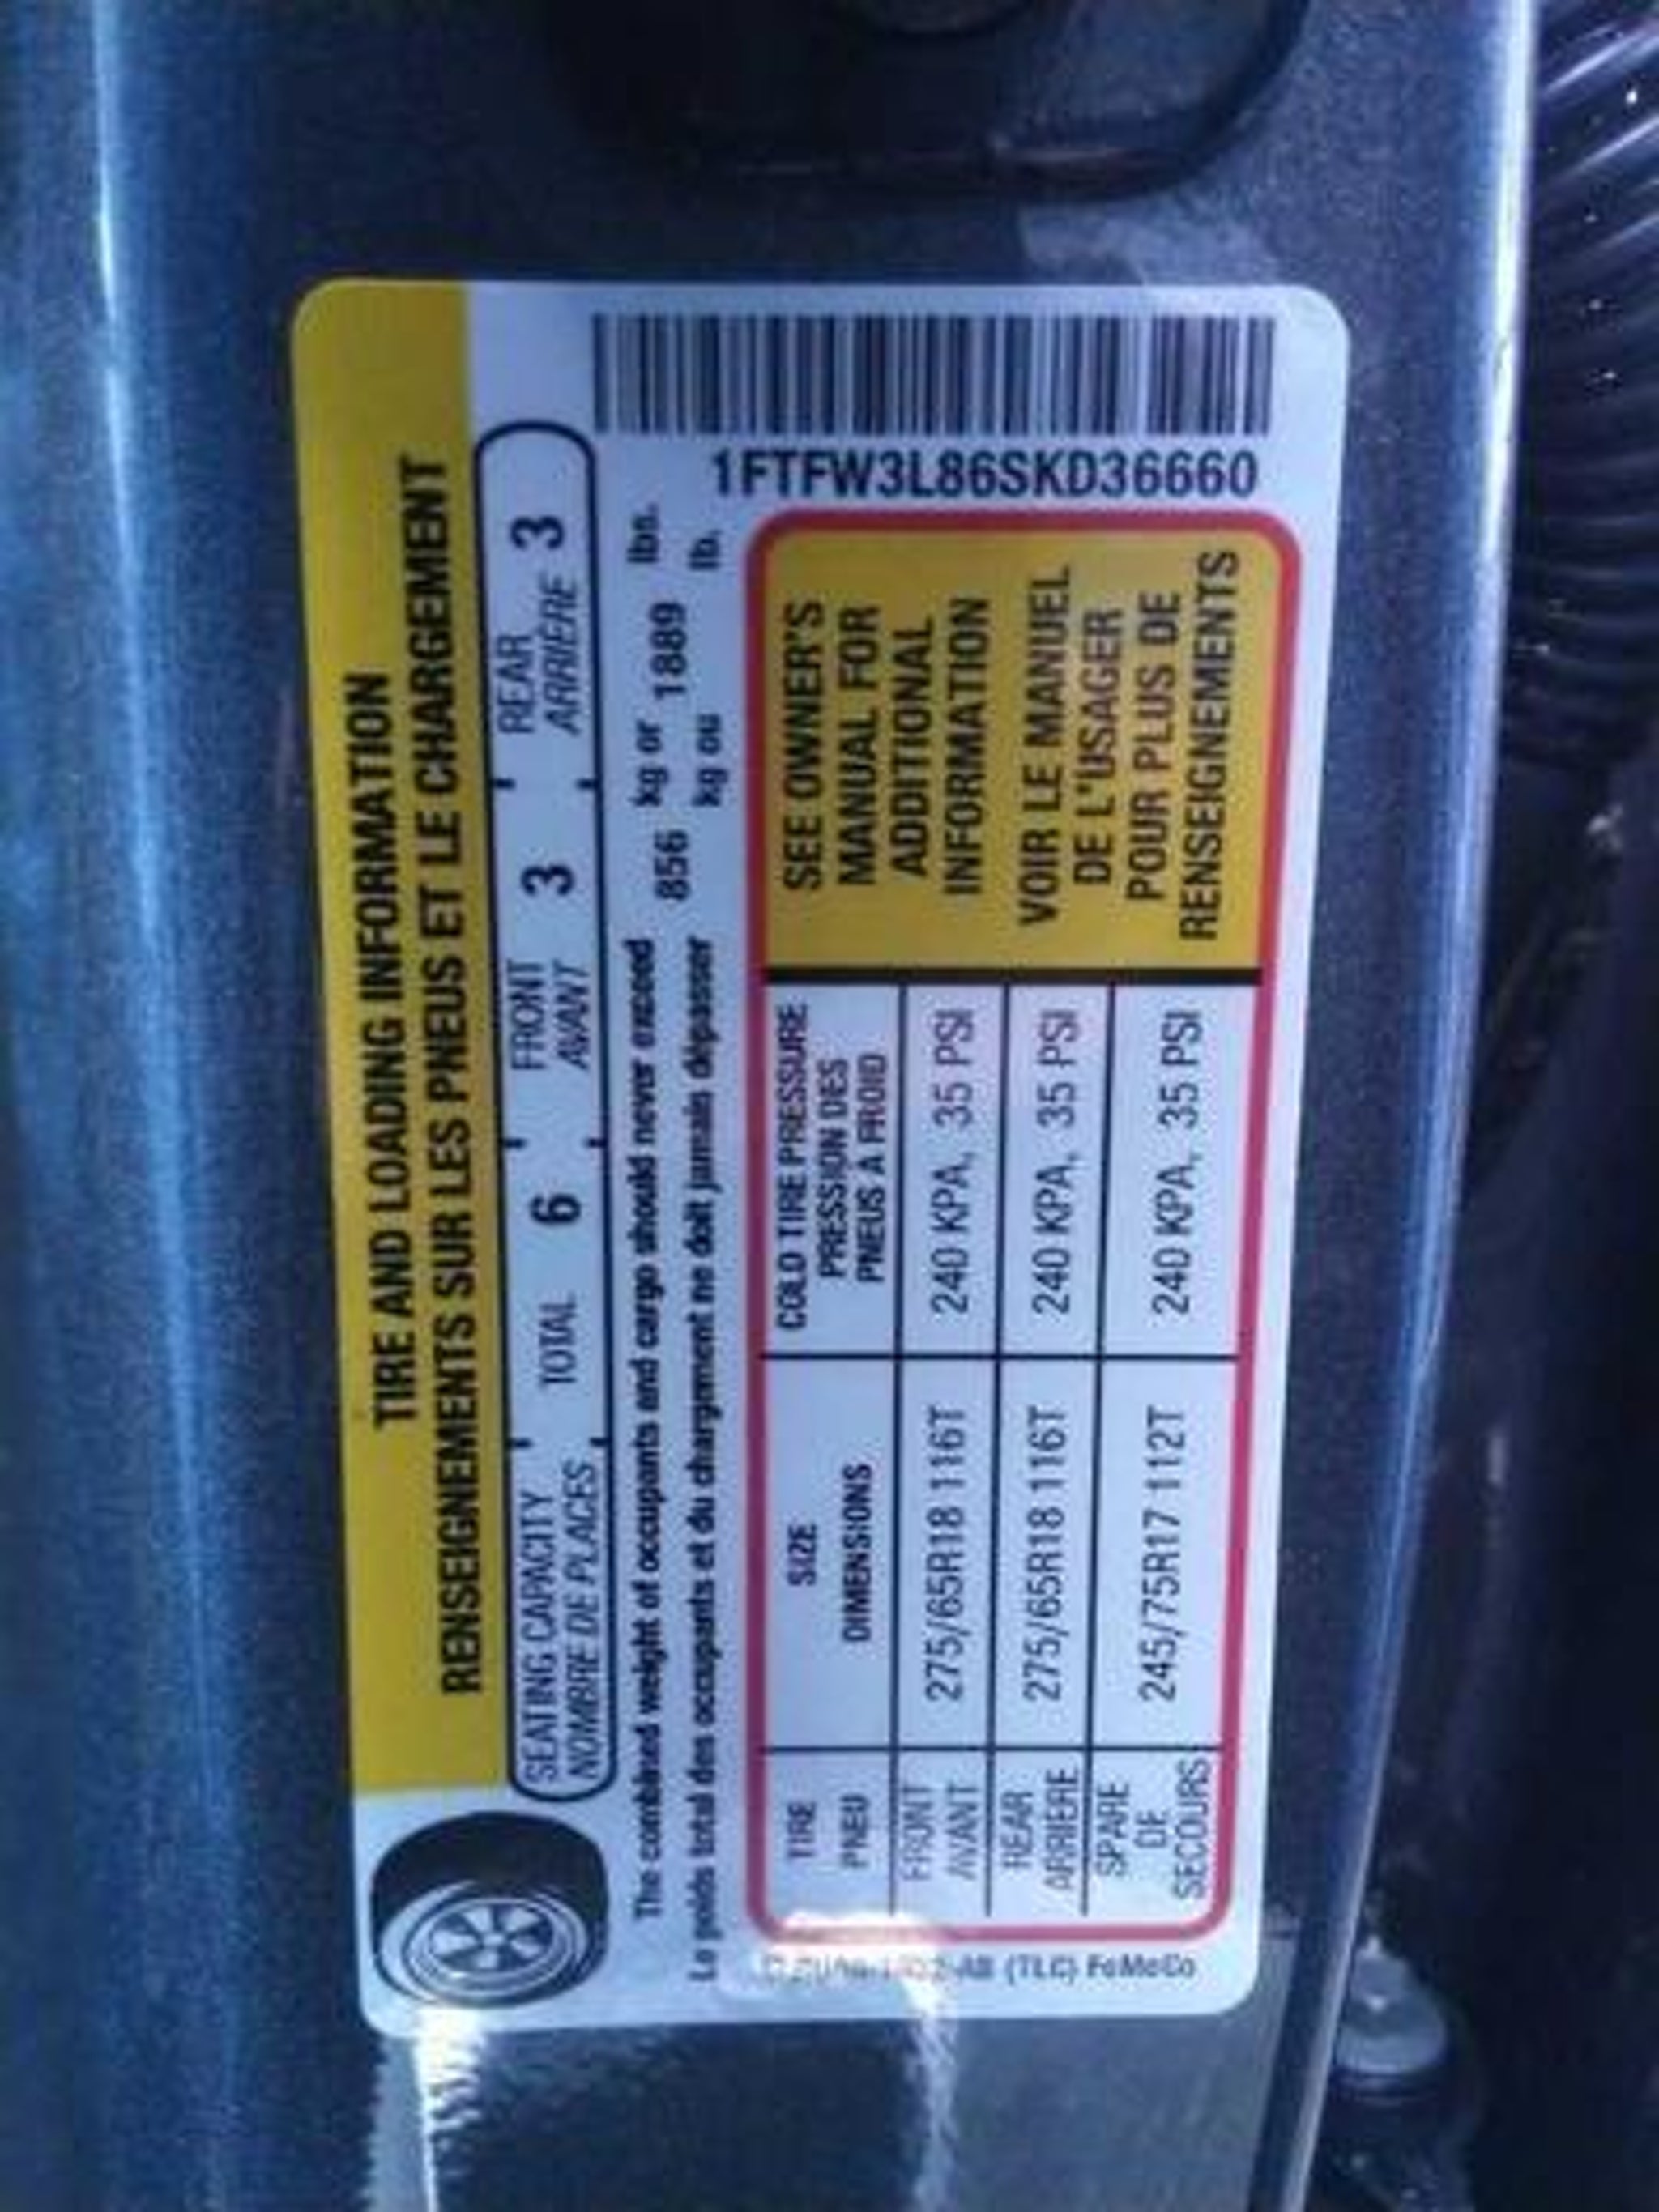 TIRE AND LOADING INFORMATION
RENSEIGNEMENTS SUR LES PNEUS ET LE CHARGEMENT
SEATING CAPACITY
NOMBRE DE PLACES
TOTAL 6
FRONT
AVANT
3
REAR
ARRIÈRE
3
The combined weight of occupants and cargo should never exceed 856 kg or 1889 lbs.
Le poids total des occupants et du chargement ne doit jamais dépasser kg ou lb.
TIRE
PNEU
SIZE
DIMENSIONS
COLD TIRE PRESSURE
PRESSION DES
PNEUS A FROID
FRONT
AVANT
275/65R18 116T
240 KPA, 35 PSI
REAR
ARRIERE
275/65R18 116T
240 KPA, 35 PSI
SPARE
DE
SECOURS
245/75R17 112T
240 KPA, 35 PSI
SEE OWNER'S
MANUAL FOR
ADDITIONAL
INFORMATION
VOIR LE MANUEL
DE L"USAGER
POUR PLUS DE
RENSEIGNEMENTS
1FTFW3L86SKD36660
(TLC) FoMoCo